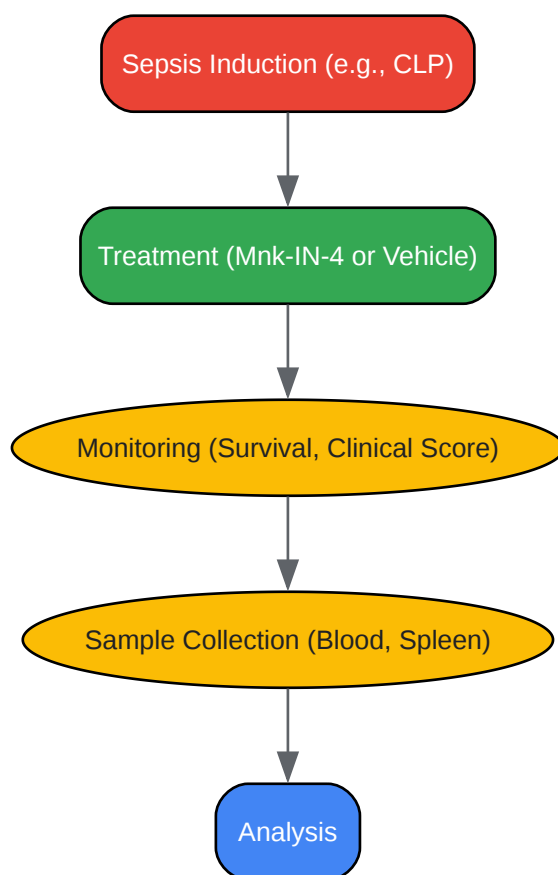 Sepsis Induction (e.g., CLP)
Treatment (Mnk-IN-4 or Vehicle)
Monitoring (Survival, Clinical Score)
Sample Collection (Blood, Spleen)
Analysis